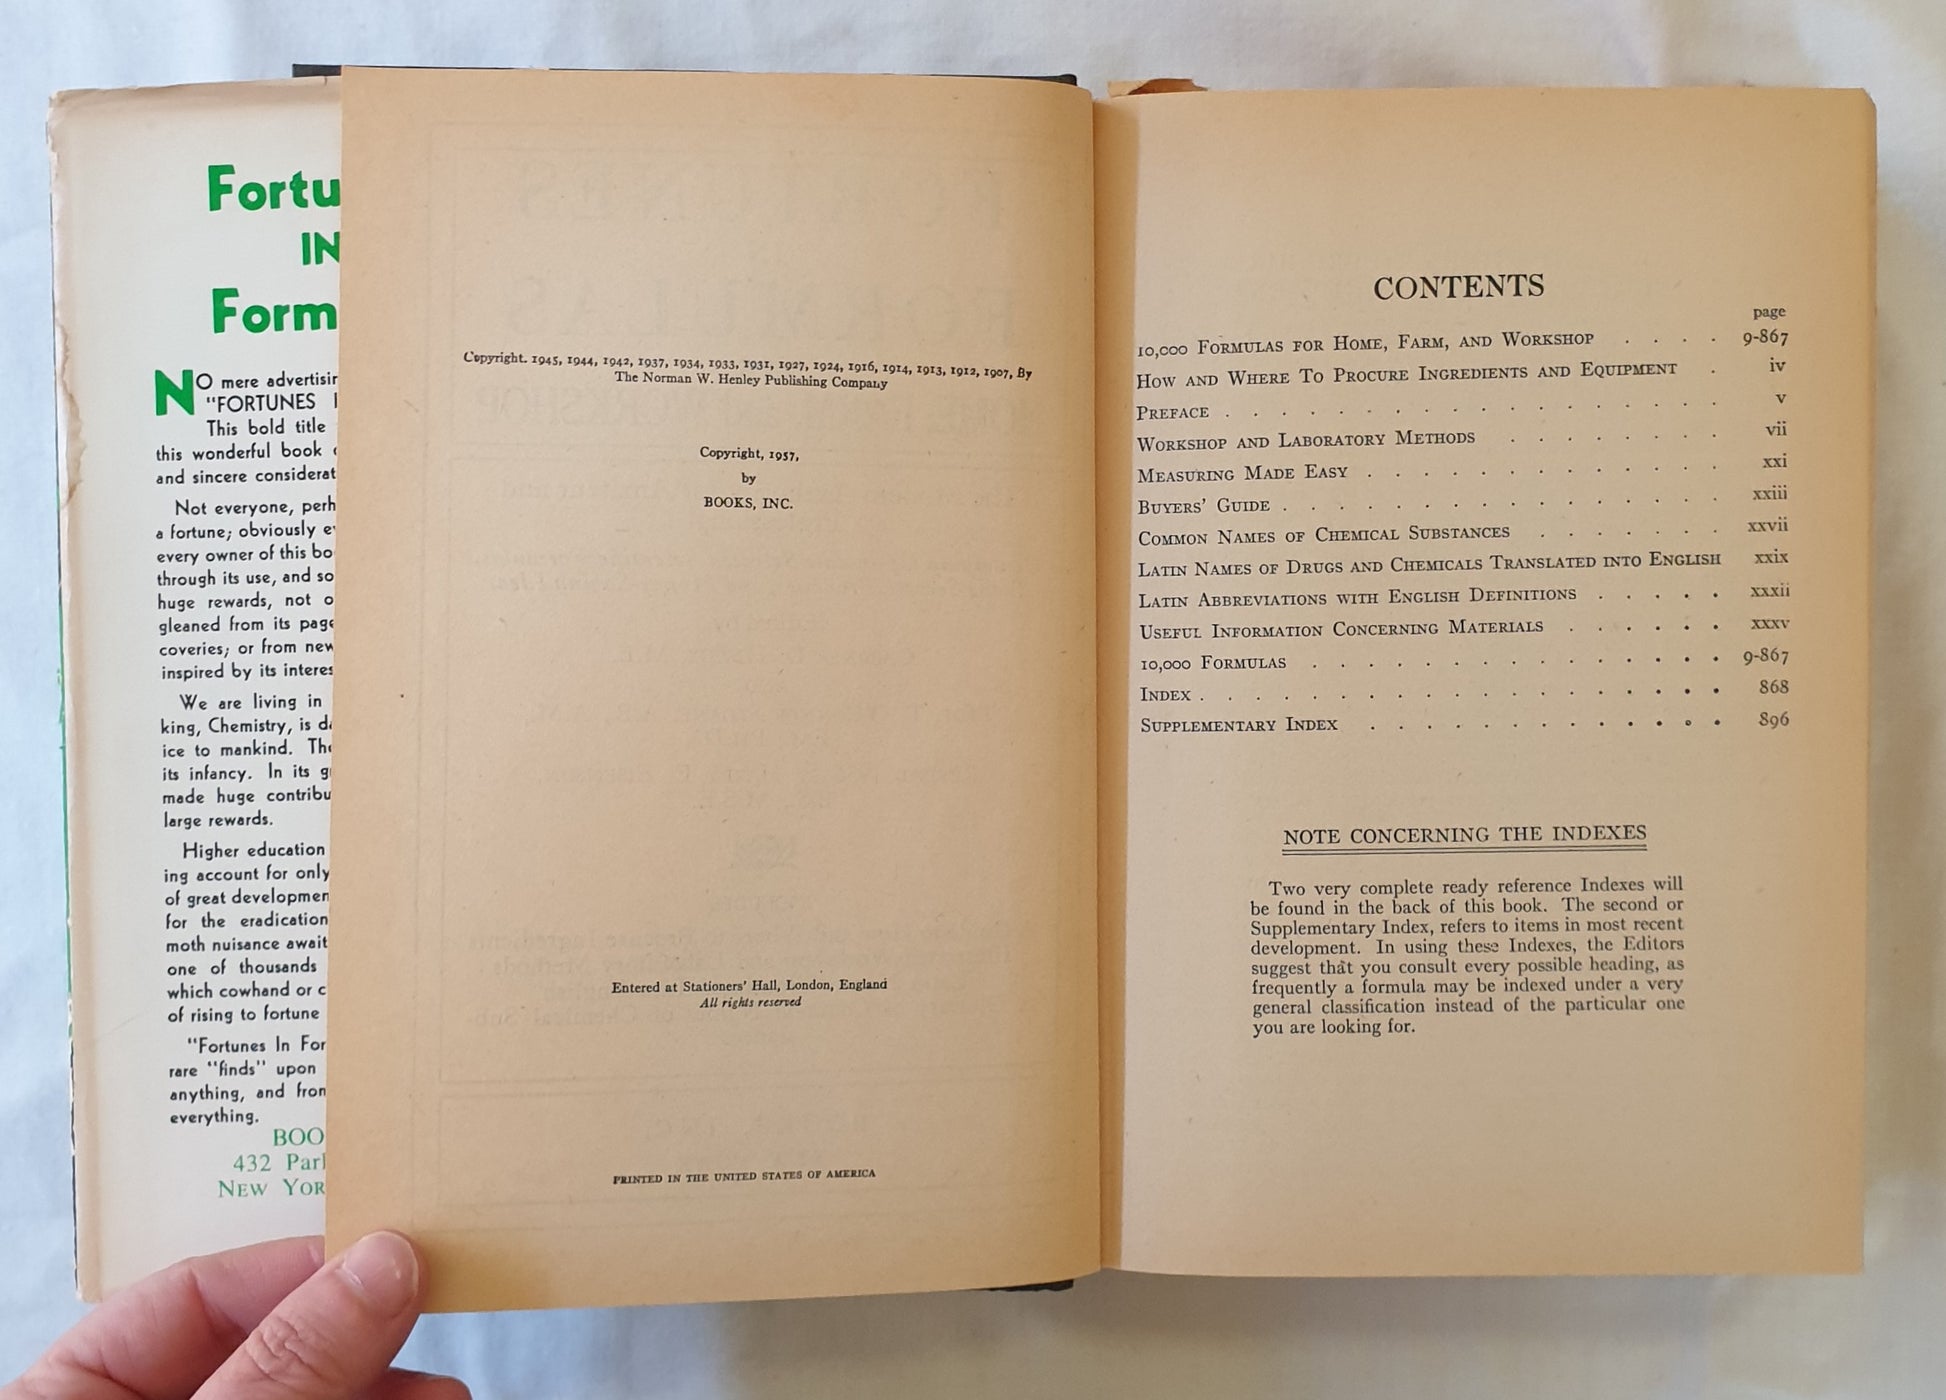 Fortu
IN
Form
NO mere advertisin
"FORTUNES I
This bold title
this wonderful book
and sincere considerat
Not everyone, perh
a fortune; obviously e
every owner of this bo
through its use, and so
huge rewards, not o
gleaned from its page
coveries; or from new
inspired by its interes
We are living in
king, Chemistry, is d
ice to mankind. The
its infancy. In its g
made huge contribu
large rewards.
Higher education
ing account for only
of great developmen
for the eradication
moth nuisance await
one of thousands
which cowhand or c
of rising to fortune
"Fortunes In For
rare "finds" upon
anything, and fron
everything.
BOO
432 Parl
NEW YOR
Copyright. 1945, 1944, 1942, 1937, 1934, 1933, 1931, 1927, 1924, 1916, 1914, 1913, 1912, 1907, By
The Norman W. Henley Publishing Company
Copyright, 1957,
by
BOOKS, INC.
Entered at Stationers' Hall, London, England
All rights reserved
PRINTED IN THE UNITED STATES OF AMERICA
CONTENTS
page
10,000 FORMULAS FOR HOME, FARM, AND WORKSHOP . . . . 9-867
HOW AND WHERE TO PROCURE INGREDIENTS AND EQUIPMENT . iv
PREFACE . . . . . . . . . . . . . . . . . . v
WORKSHOP AND LABORATORY METHODS . . . . . . . . vii
MEASURING MADE EASY . . . . . . . . . . . . . xxi
BUYERS' GUIDE . . . . . . . . . . . . . . . . xxiii
COMMON NAMES OF CHEMICAL SUBSTANCES . . . . . . . xxvii
LATIN NAMES OF DRUGS AND CHEMICALS TRANSLATED INTO ENGLISH xxix
LATIN ABBREVIATIONS WITH ENGLISH DEFINITIONS . . . . . xxxii
USEFUL INFORMATION CONCERNING MATERIALS . . . . . . xxxv
10,000 FORMULAS . . . . . . . . . . . . . . . 9-867
INDEX . . . . . . . . . . . . . . . . . . . 868
SUPPLEMENTARY INDEX . . . . . . . . . . . . . 896
NOTE CONCERNING THE INDEXES
Two very complete ready reference Indexes will
be found in the back of this book. The second or
Supplementary Index, refers to items in most recent
development. In using these Indexes, the Editors
suggest that you consult every possible heading, as
frequently a formula may be indexed under a very
general classification instead of the particular one
you are looking for.